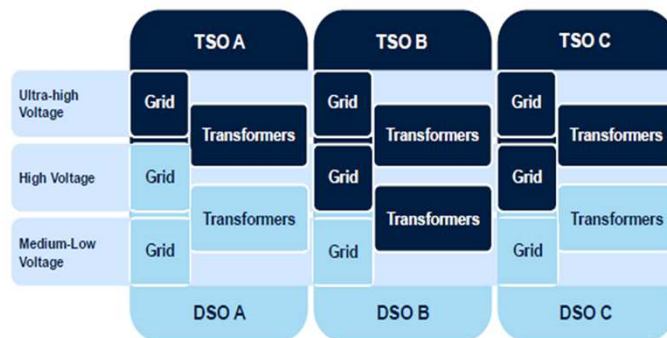 TSO A
TSO B
TSO C
Ultra-high
Voltage
Grid
Grid
Grid
Transformers
Transformers
Transformers
High Voltage
Grid
Grid
Grid
Transformers
Transformers
Transformers
Medium-Low
Voltage
Grid
Grid
Grid
DSO A
DSO B
DSO C